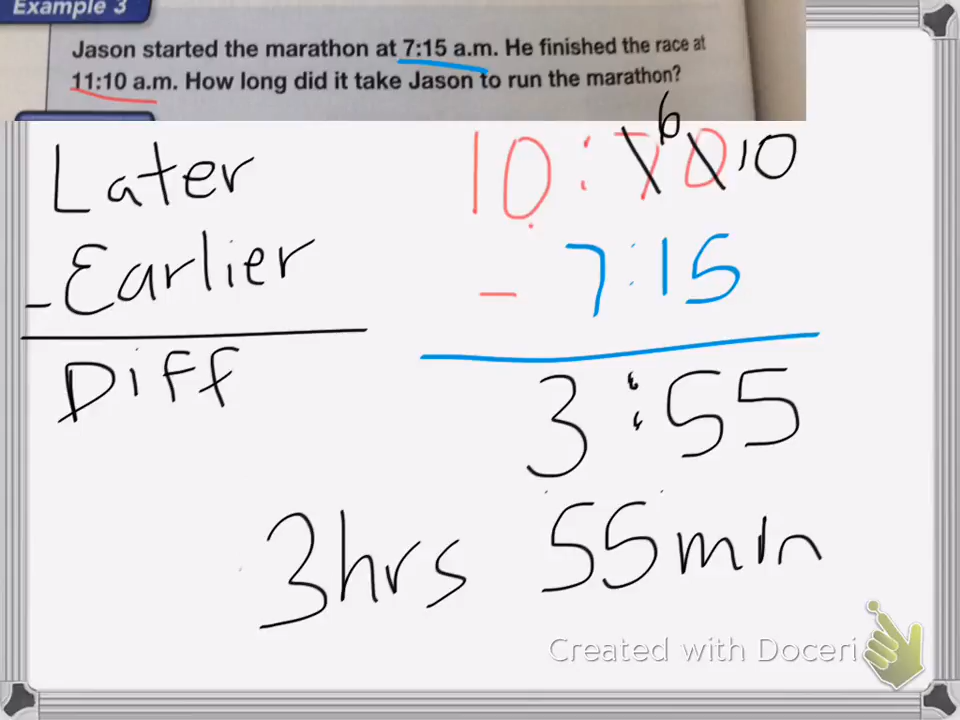 Example 3
Jason started the marathon at 7:15 a.m. He finished the race at
11:10 a.m. How long did it take Jason to run the marathon?
6
Later 10:70 10
-Earlier - 7:15
Diff 3:55
3hrs 55min
Created with Doceri